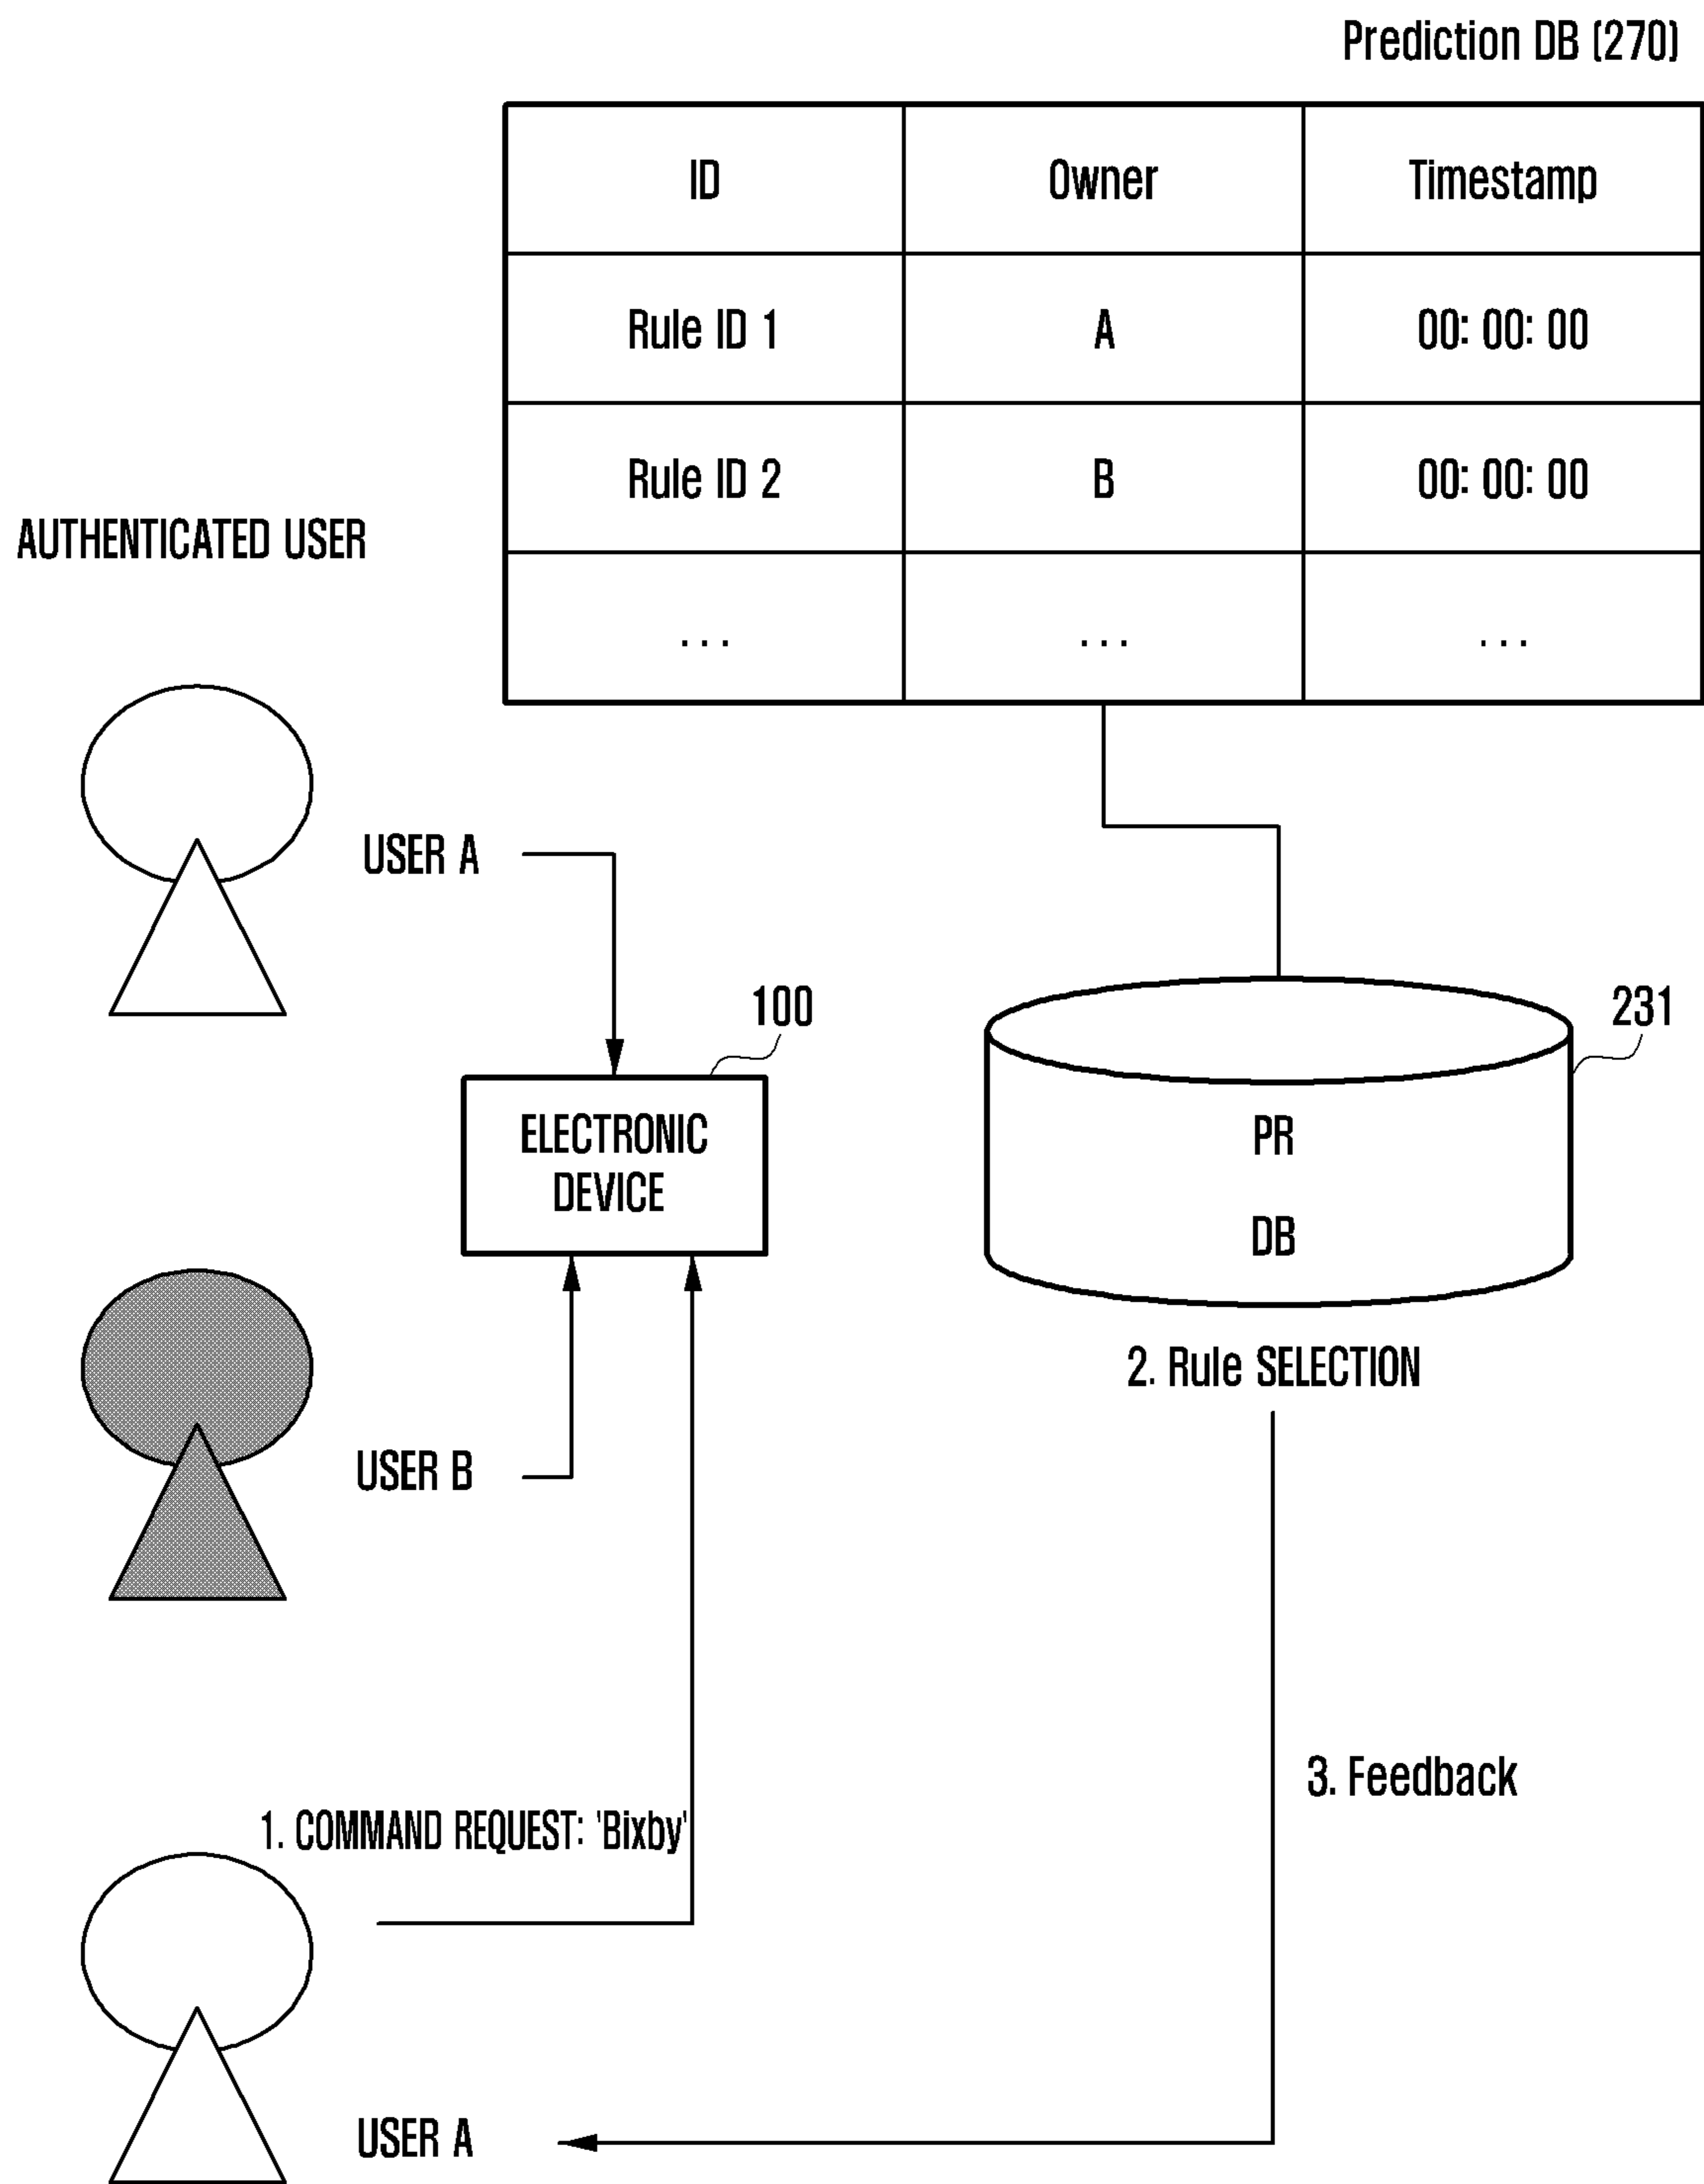 Prediction DB (270)
ID Owner Timestamp
Rule ID 1 A 00: 00: 00
Rule ID 2 B 00: 00: 00
AUTHENTICATED USER
... ... ...
USER A
100
231
ELECTRONIC
DEVICE
PR
DB
2. Rule SELECTION
USER B
3. Feedback
1. COMMAND REQUEST: 'Bixby'
USER A